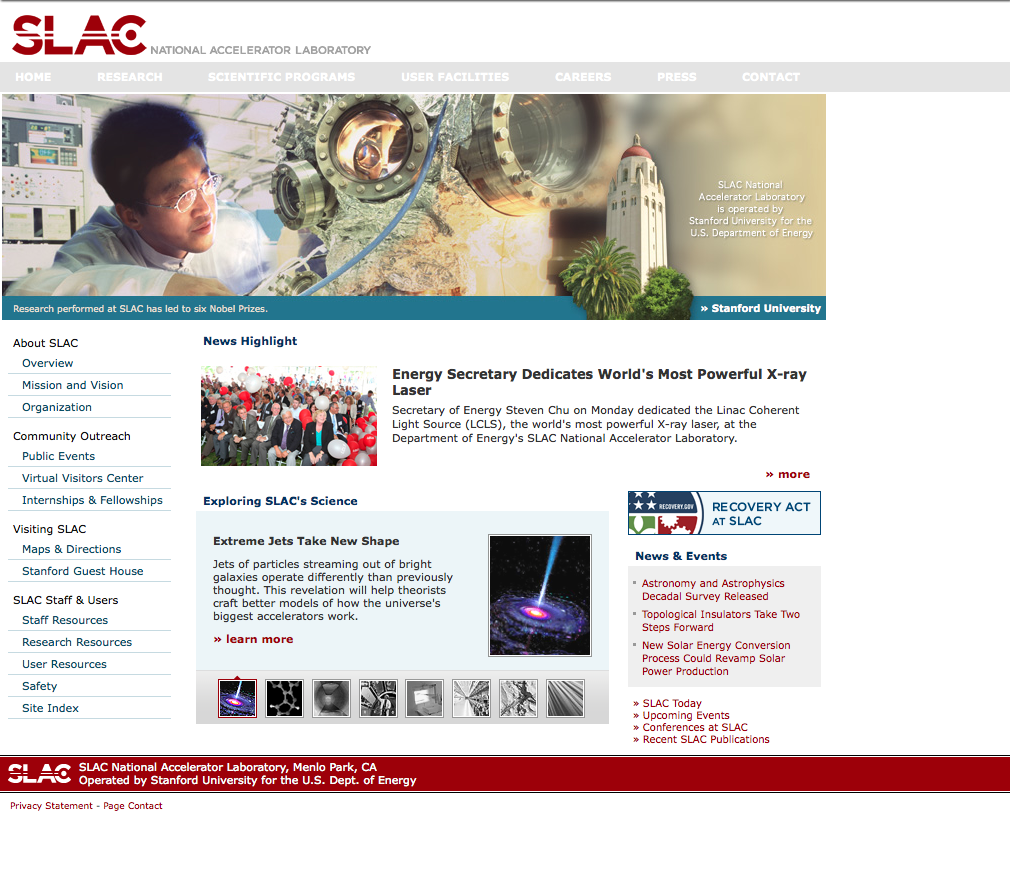 SLAC NATIONAL ACCELERATOR LABORATORY
HOME RESEARCH SCIENTIFIC PROGRAMS USER FACILITIES CAREERS PRESS CONTACT
SLAC National
Accelerator Laboratory
is operated by
Stanford University for the
U.S. Department of Energy
Research performed at SLAC has led to six Nobel Prizes.
» Stanford University
About SLAC
Overview
Mission and Vision
Organization
Community Outreach
Public Events
Virtual Visitors Center
Internships & Fellowships
Visiting SLAC
Maps & Directions
Stanford Guest House
SLAC Staff & Users
Staff Resources
Research Resources
User Resources
Safety
Site Index
News Highlight
Energy Secretary Dedicates World's Most Powerful X-ray
Laser
Secretary of Energy Steven Chu on Monday dedicated the Linac Coherent
Light Source (LCLS), the world's most powerful X-ray laser, at the
Department of Energy's SLAC National Accelerator Laboratory.
» more
Exploring SLAC's Science
Extreme Jets Take New Shape
Jets of particles streaming out of bright
galaxies operate differently than previously
thought. This revelation will help theorists
craft better models of how the universe's
biggest accelerators work.
» learn more
RECOVERY.GOV
RECOVERY ACT
AT SLAC
News & Events
Astronomy and Astrophysics
Decadal Survey Released
Topological Insulators Take Two
Steps Forward
New Solar Energy Conversion
Process Could Revamp Solar
Power Production
» SLAC Today
» Upcoming Events
» Conferences at SLAC
» Recent SLAC Publications
SLAC
SLAC National Accelerator Laboratory, Menlo Park, CA
Operated by Stanford University for the U.S. Dept. of Energy
Privacy Statement - Page Contact